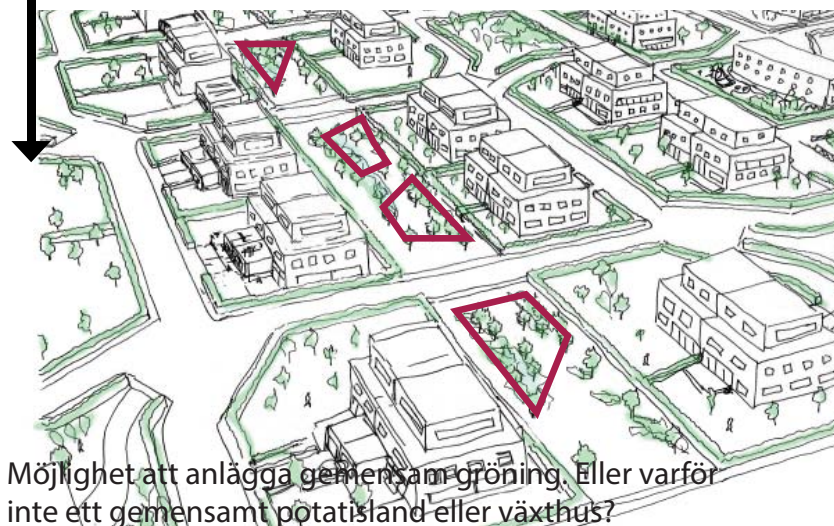 Möjlighet att anlägga gemensam gröning. Eller varför
inte ett gemensamt potatisland eller växthus?